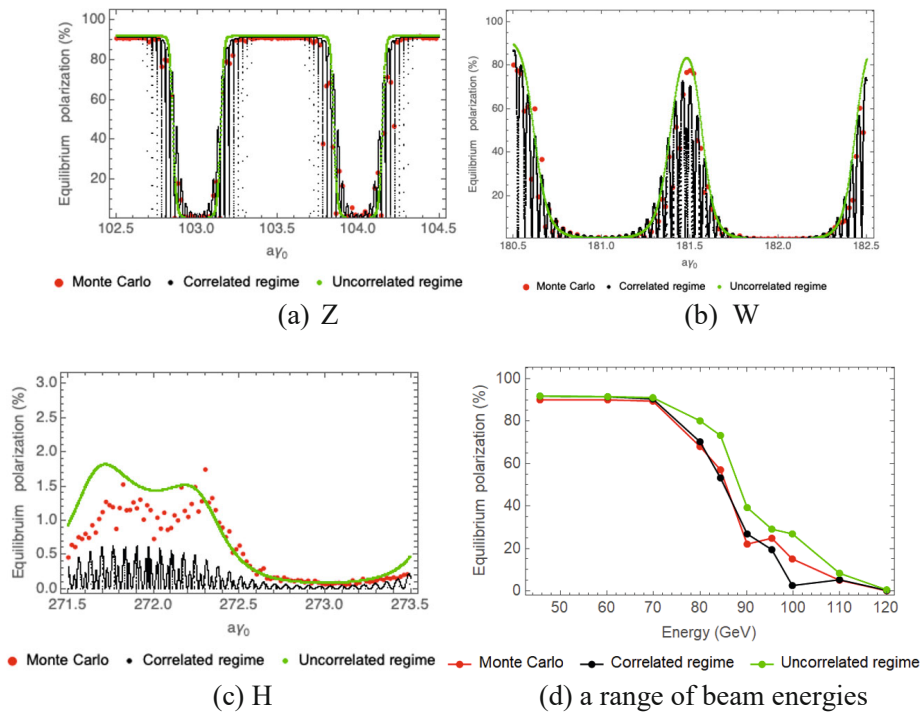 Equilibrium polarization (%)
80
60
40
20
102.5 103.0 103.5 104.0 104.5
aγ₀
Monte Carlo Correlated regime Uncorrelated regime
(a) Z
Equilibrium polarization (%)
80
60
40
20
180.5 181.0 181.5 182.0 182.5
aγ₀
Monte Carlo Correlated regime Uncorrelated regime
(b) W
Equilibruim polarization (%)
3.0
2.5
2.0
1.5
1.0
0.5
0.0
271.5 272.0 272.5 273.0 273.5
aγ₀
Monte Carlo Correlated regime Uncorrelated regime
(c) H
Equilibrium polarization (%)
100
80
60
40
20
0
50 60 70 80 90 100 110 120
Energy (GeV)
Monte Carlo Correlated regime Uncorrelated regime
(d) a range of beam energies